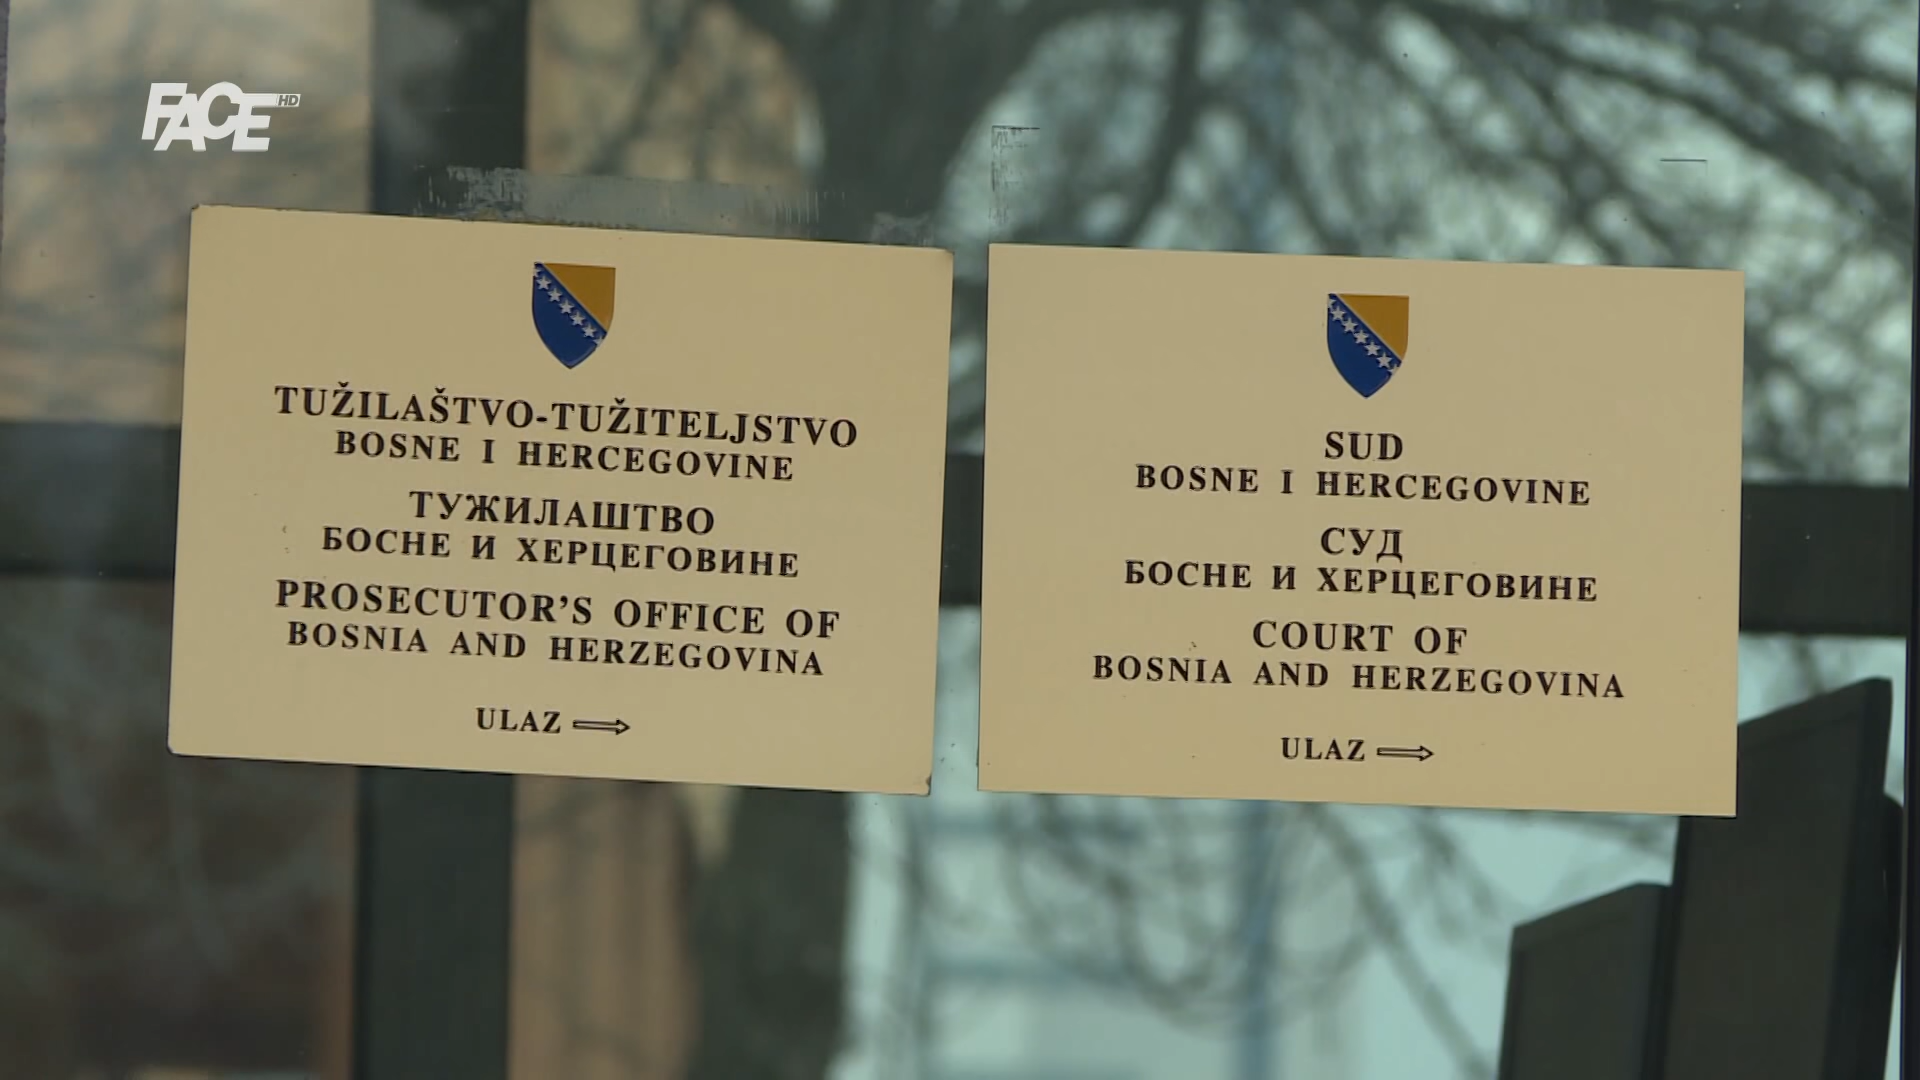 FACE HD
TUŽILAŠTVO-TUŽITELJSTVO
BOSNE I HERCEGOVINE
ТУЖИЛАШТВО
БОСНЕ И ХЕРЦЕГОВИНЕ
PROSECUTOR’S OFFICE OF
BOSNIA AND HERZEGOVINA
ULAZ
SUD
BOSNE I HERCEGOVINE
СУД
БОСНЕ И ХЕРЦЕГОВИНЕ
COURT OF
BOSNIA AND HERZEGOVINA
ULAZ